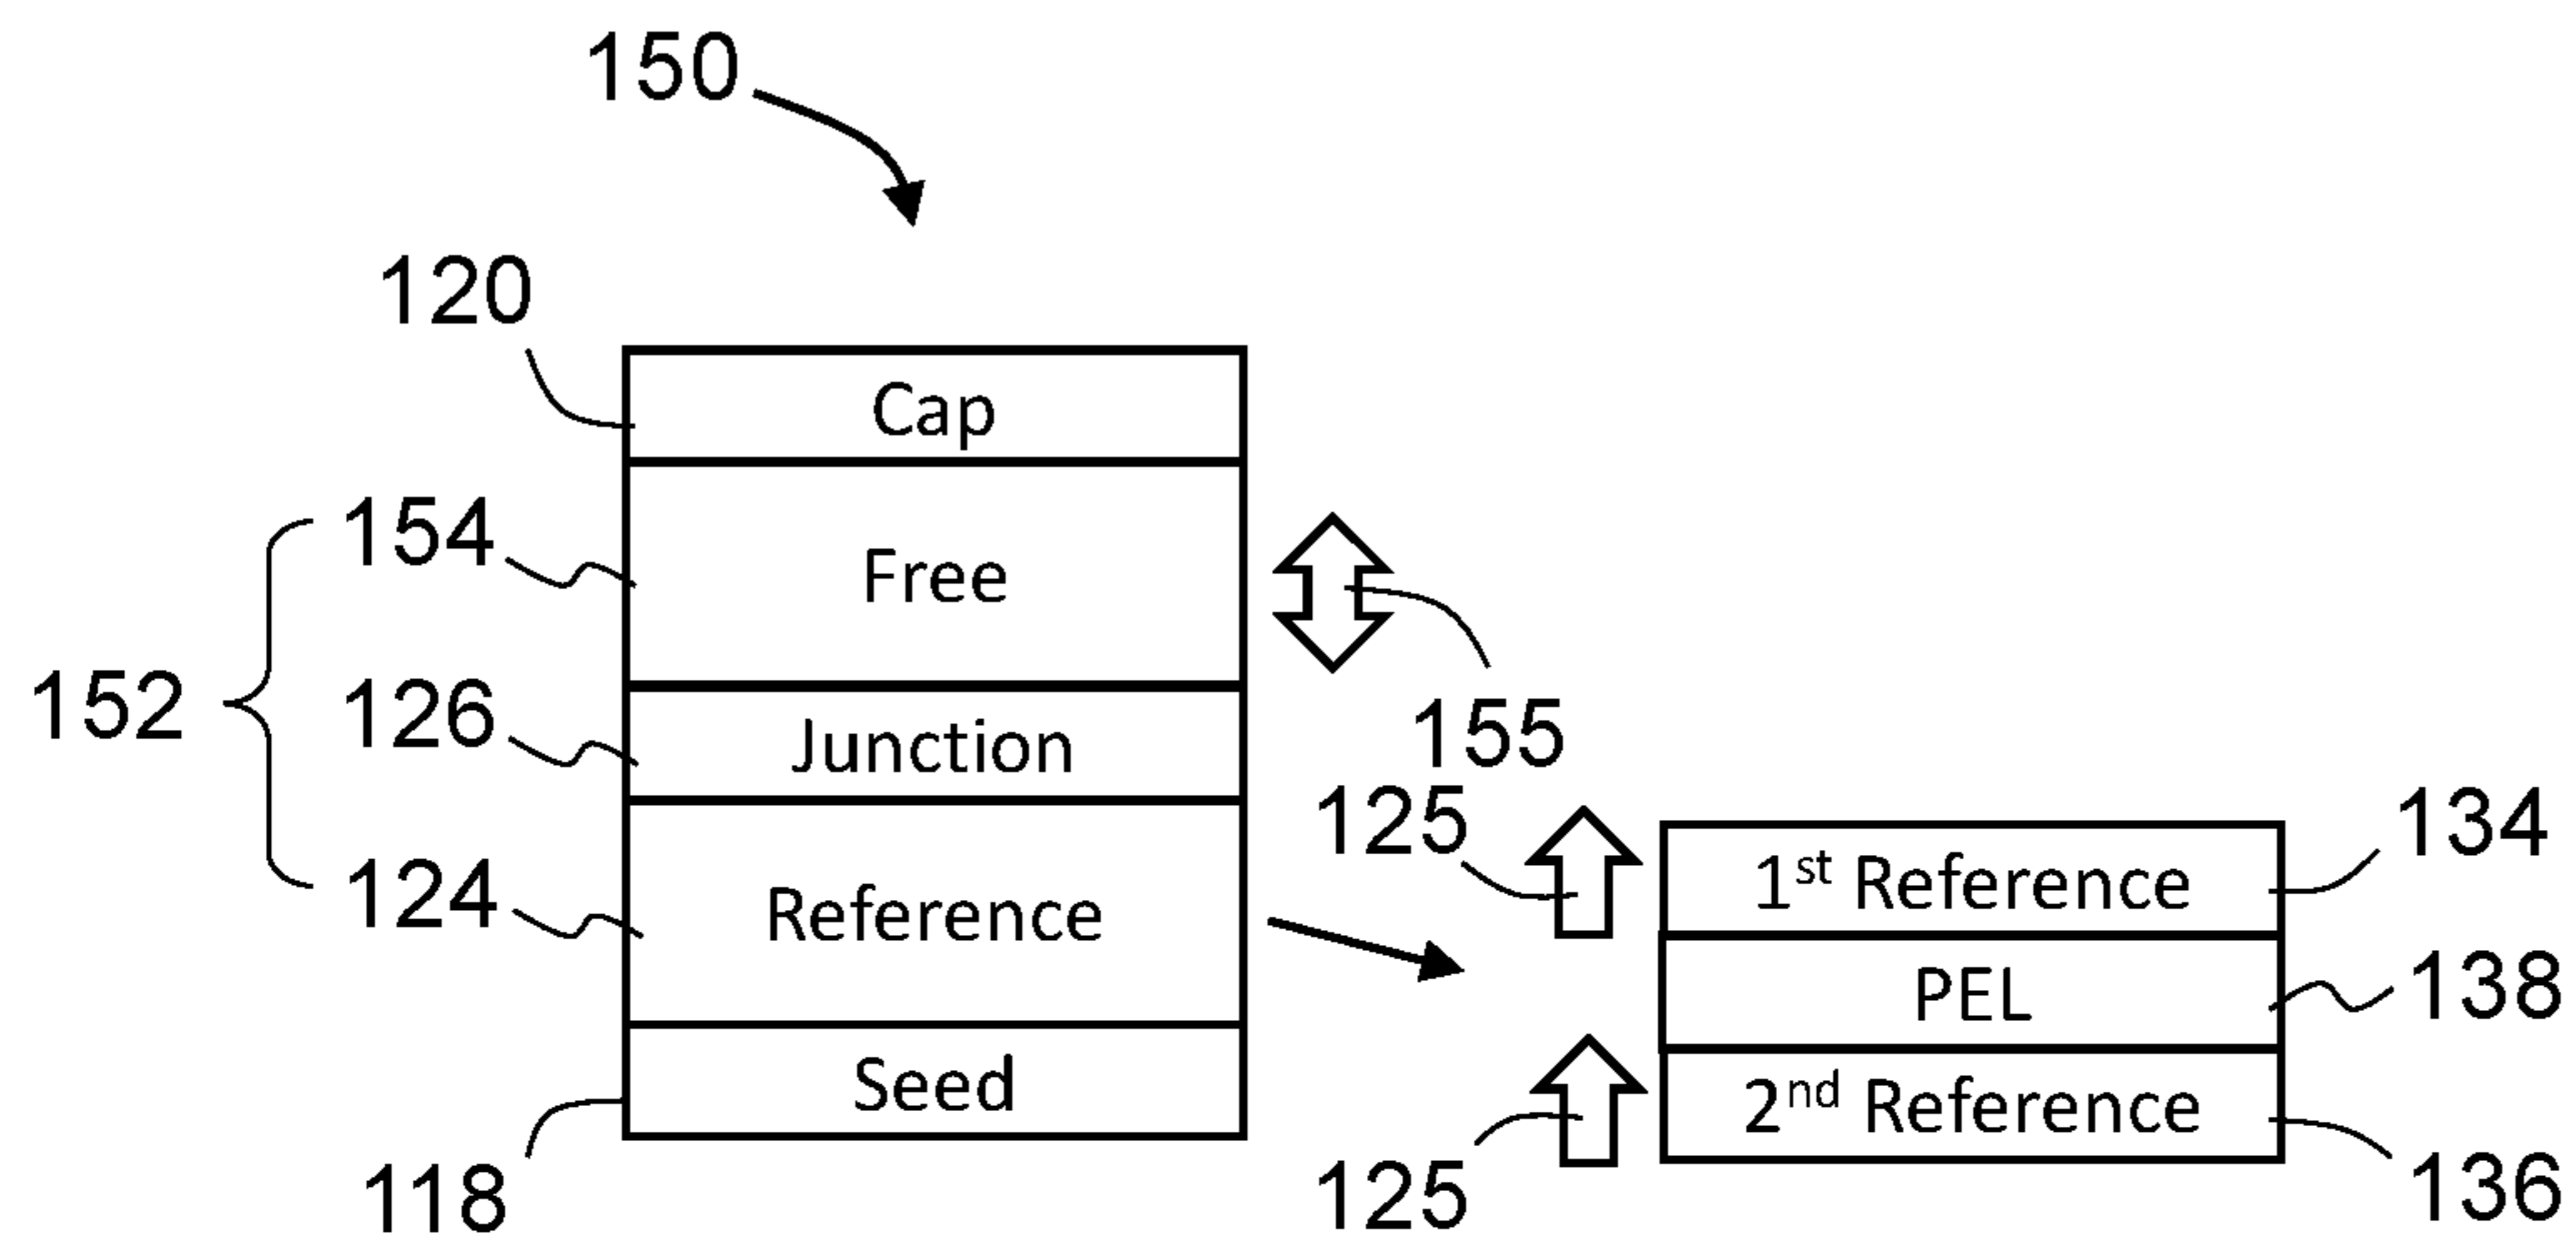 150
120
Cap
154
Free
152
126
Junction
155
125
134
124
Reference
1st Reference
PEL
138
Seed
2nd Reference
118
125
136